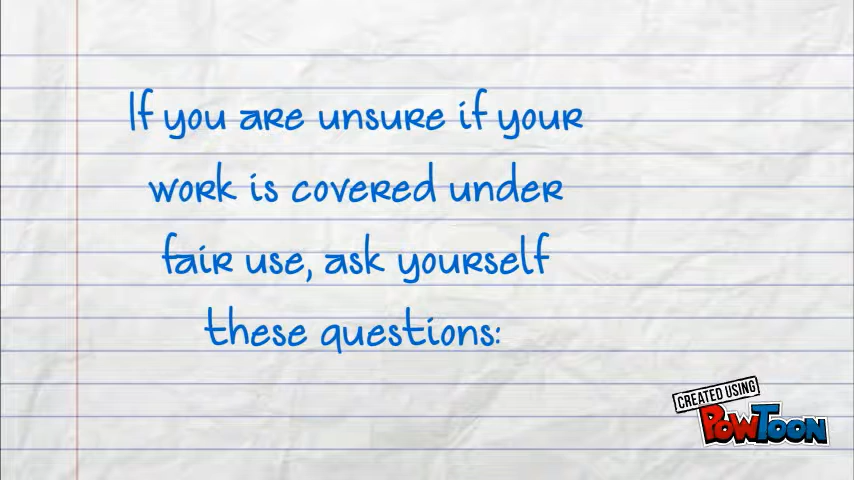 If you are unsure if your
work is covered under
fair use, ask yourself
these questions:
CREATED USING
POWTOON